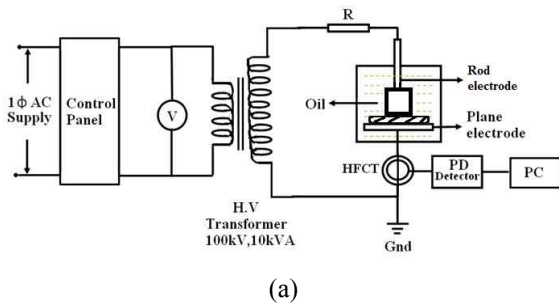 R
Rod
electrode
1ϕ AC
Supply
Control
Panel
V
Oil
Plane
electrode
HFCT
PD
Detector
PC
H.V
Transformer
100kV,10kVA
Gnd
(a)